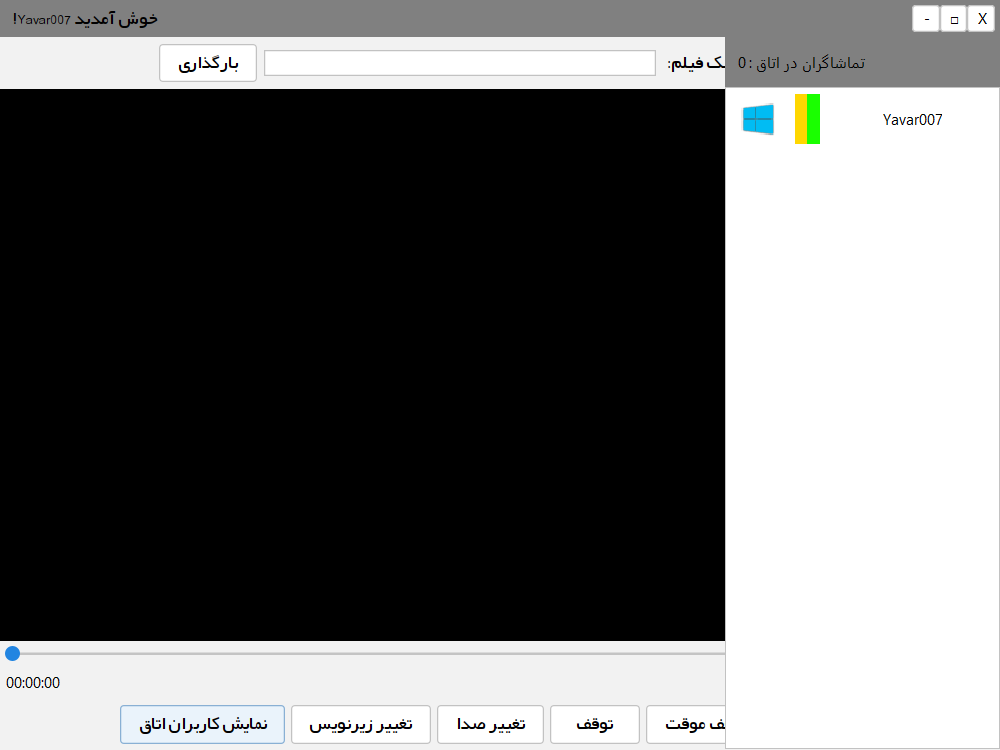 خوش آمدید Yavar007!
- □ X
تماشاگران در اتاق : 0
فیلم:
بارگذاری
Yavar007
00:00:00
موقت
توقف
تغییر صدا
تغییر زیرنویس
نمایش کاربران اتاق